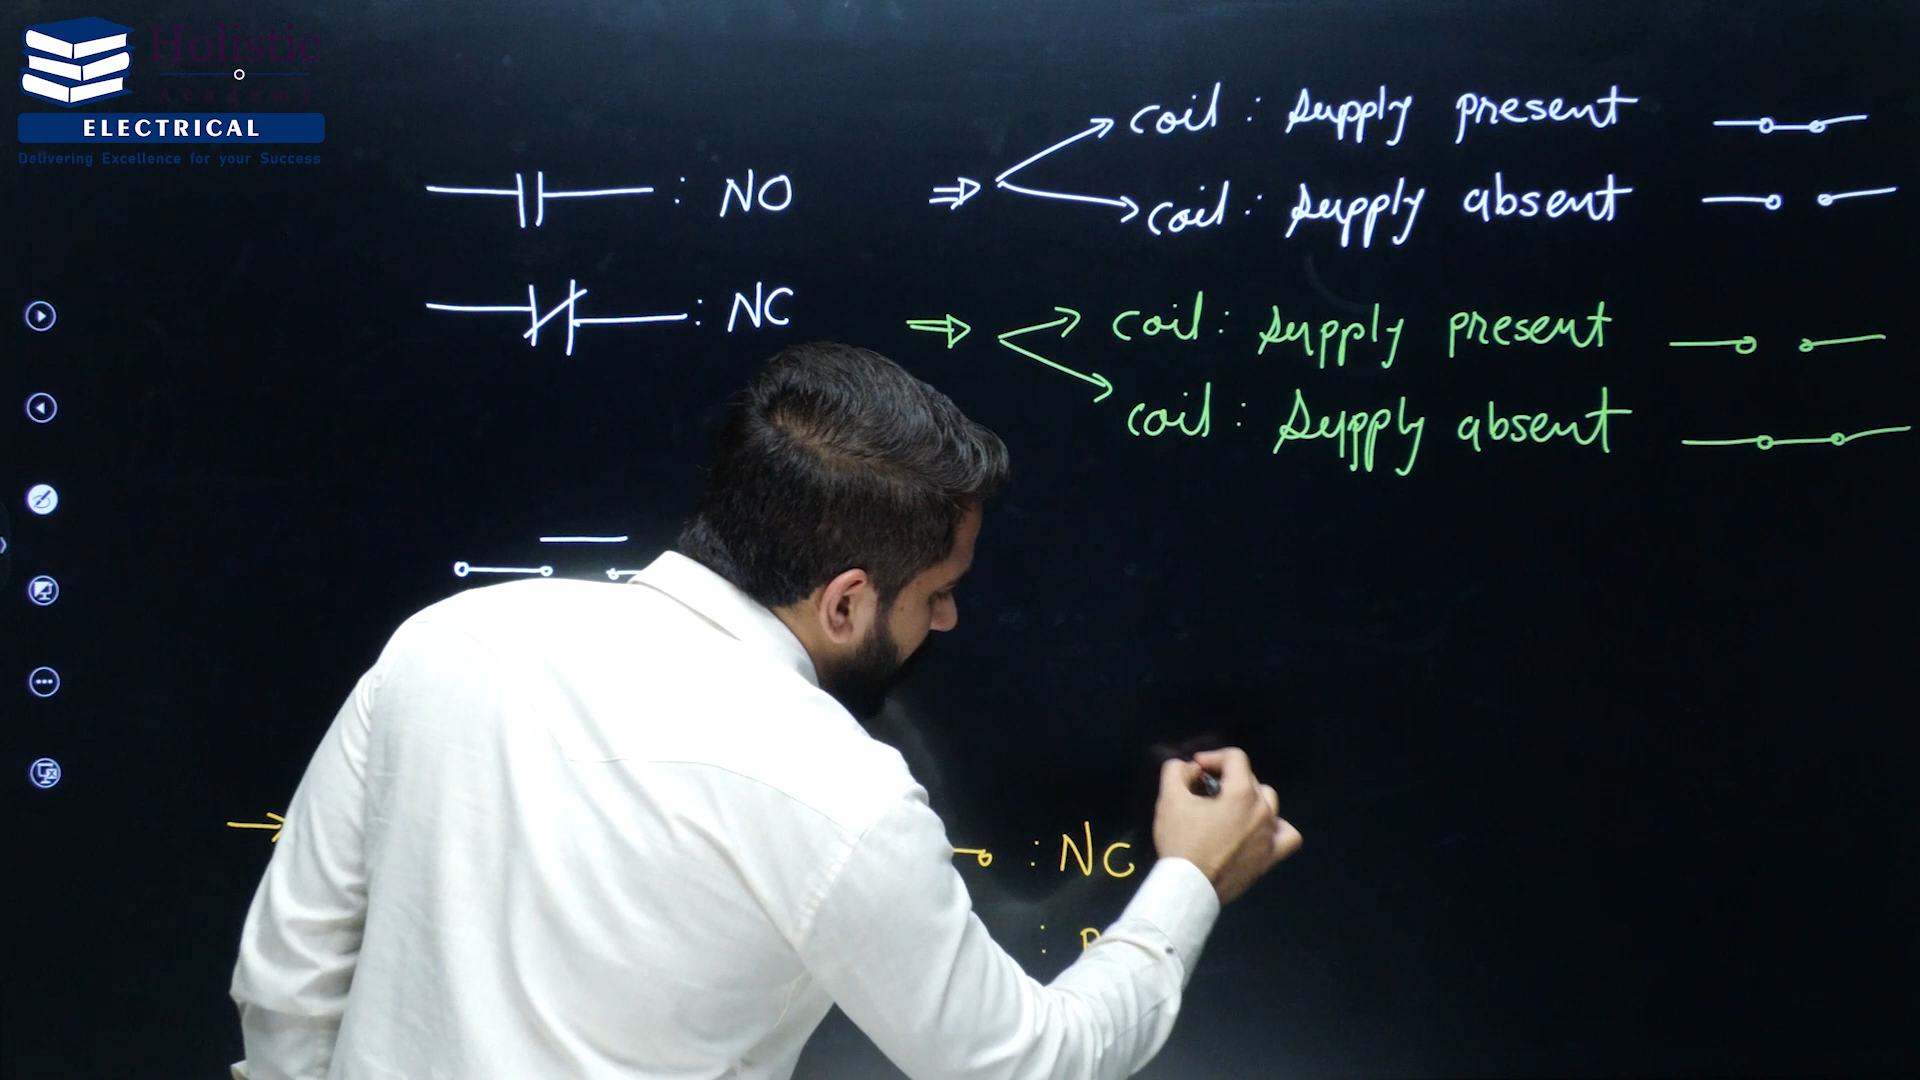 Holistic
Academy
ELECTRICAL
Delivering Excellence for your Success
: NO ⇒ → coil : supply present
→ coil : supply absent
: NC ⇒ → coil : supply present
→ coil : supply absent
→ : NC
: